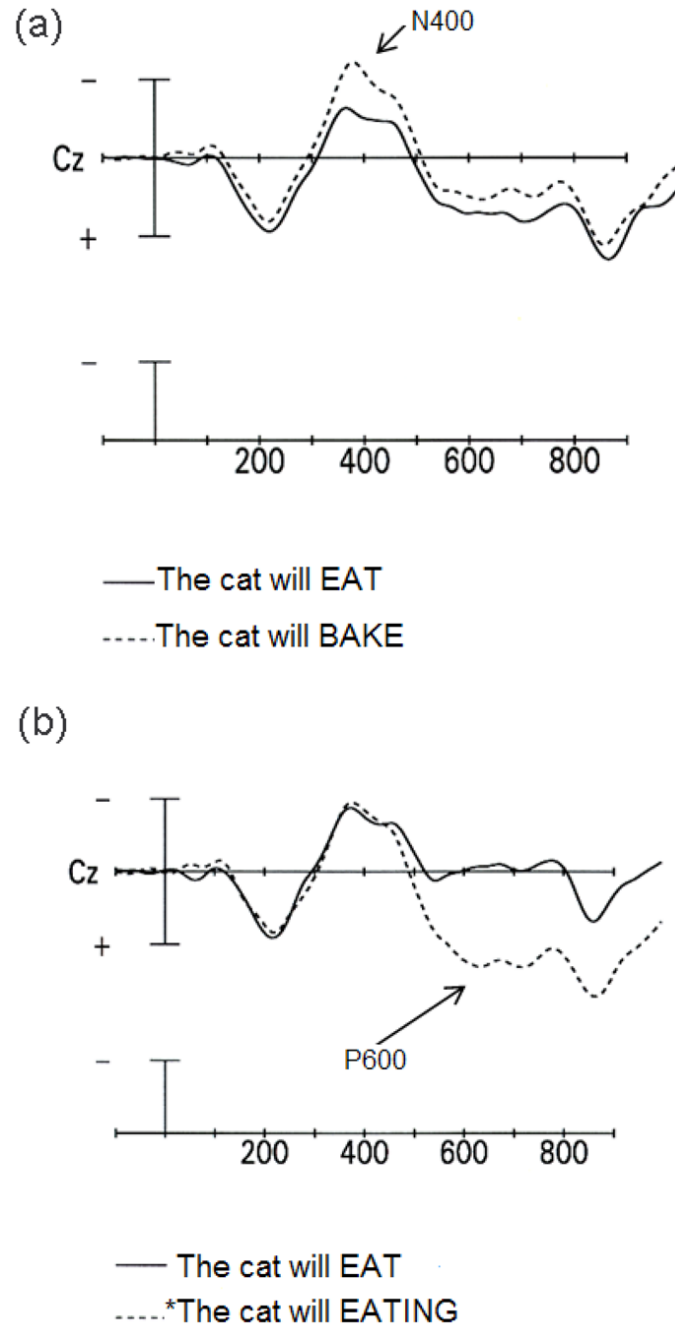 (a)
N400
−
Cz
+
−
200 400 600 800
The cat will EAT
The cat will BAKE
(b)
−
Cz
+
P600
−
200 400 600 800
The cat will EAT
*The cat will EATING